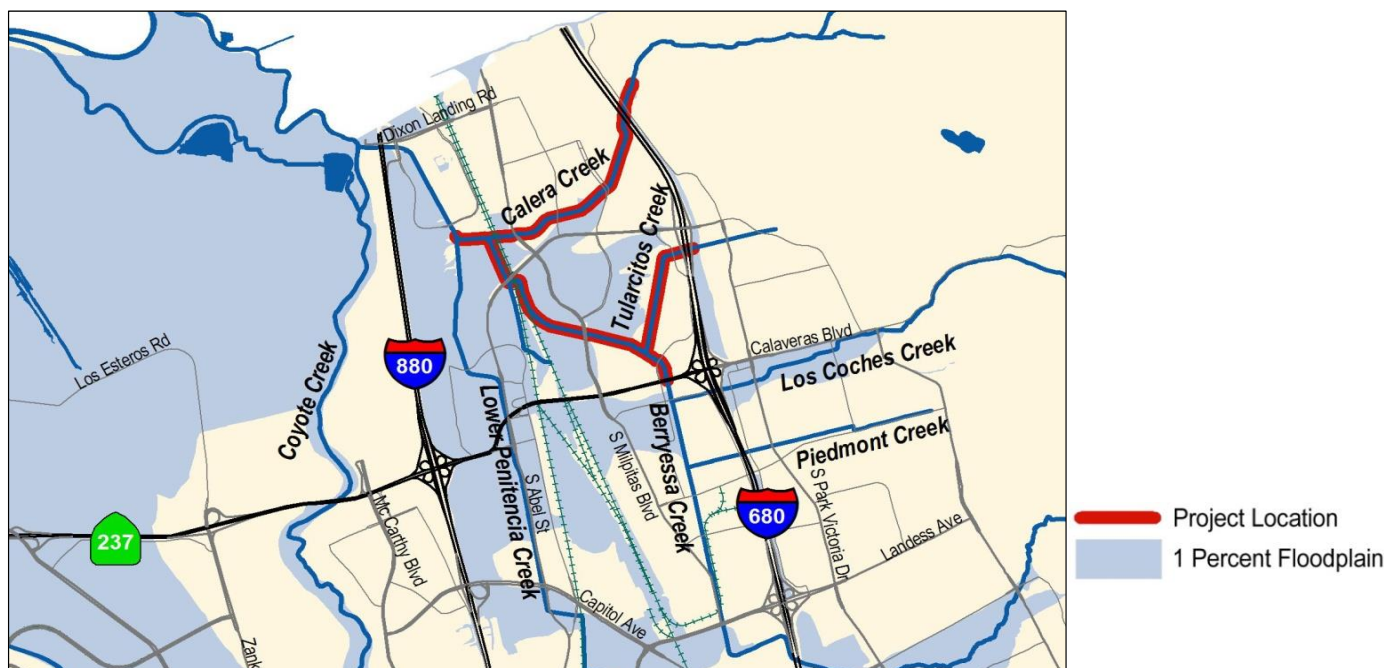 Dixon Landing Rd
Calera Creek
Tularcitos Creek
Coyote Creek
Los Esteros Rd
880
Calaveras Blvd
Los Coches Creek
Lower Penitencia Creek
Berryessa Creek
Piedmont Creek
S Milpitas Blvd
S Abel St
S Park Victoria Dr
McCarthy Blvd
680
Landess Ave
237
Capitol Ave
Zank
Project Location
1 Percent Floodplain